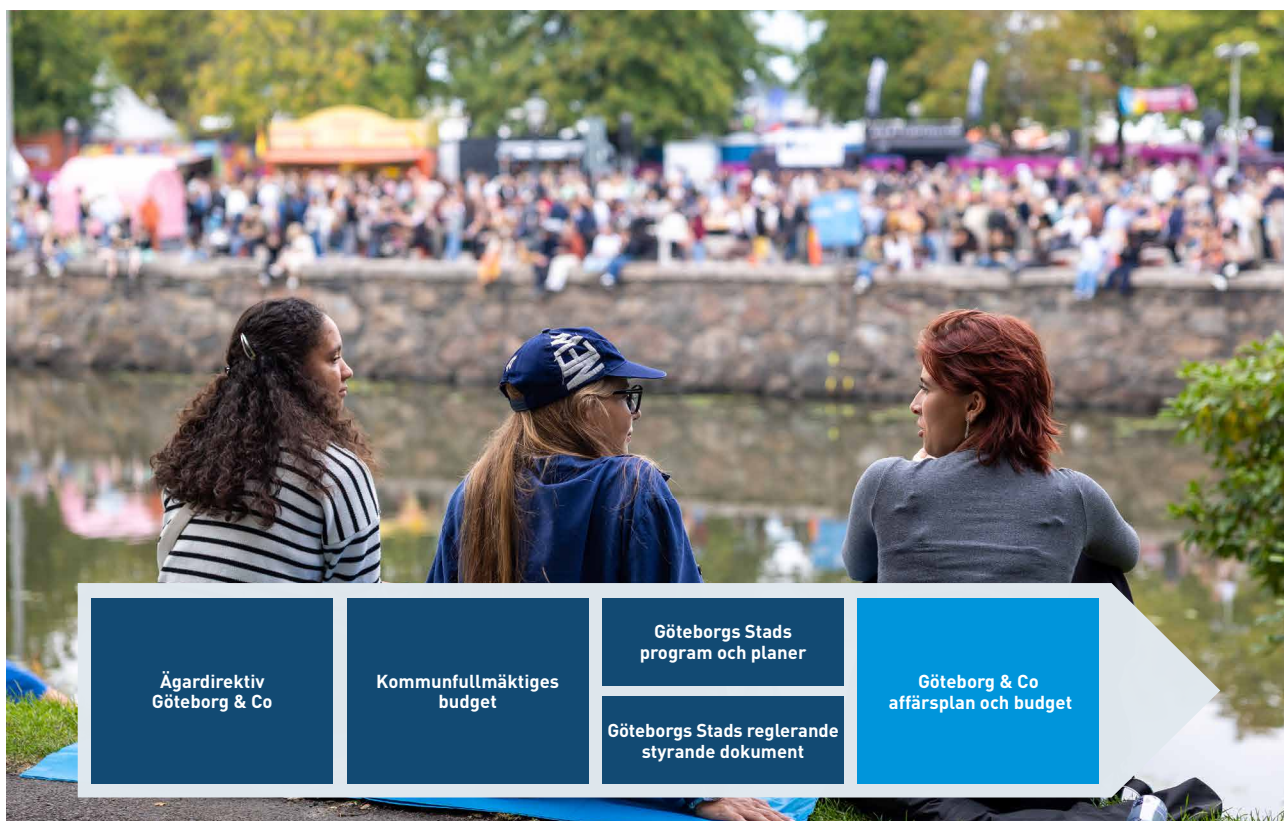 NEW
Ägardirektiv
Göteborg & Co
Kommunfullmäktiges
budget
Göteborgs Stads
program och planer
Göteborgs Stads reglerande
styrande dokument
Göteborg & Co
affärsplan och budget